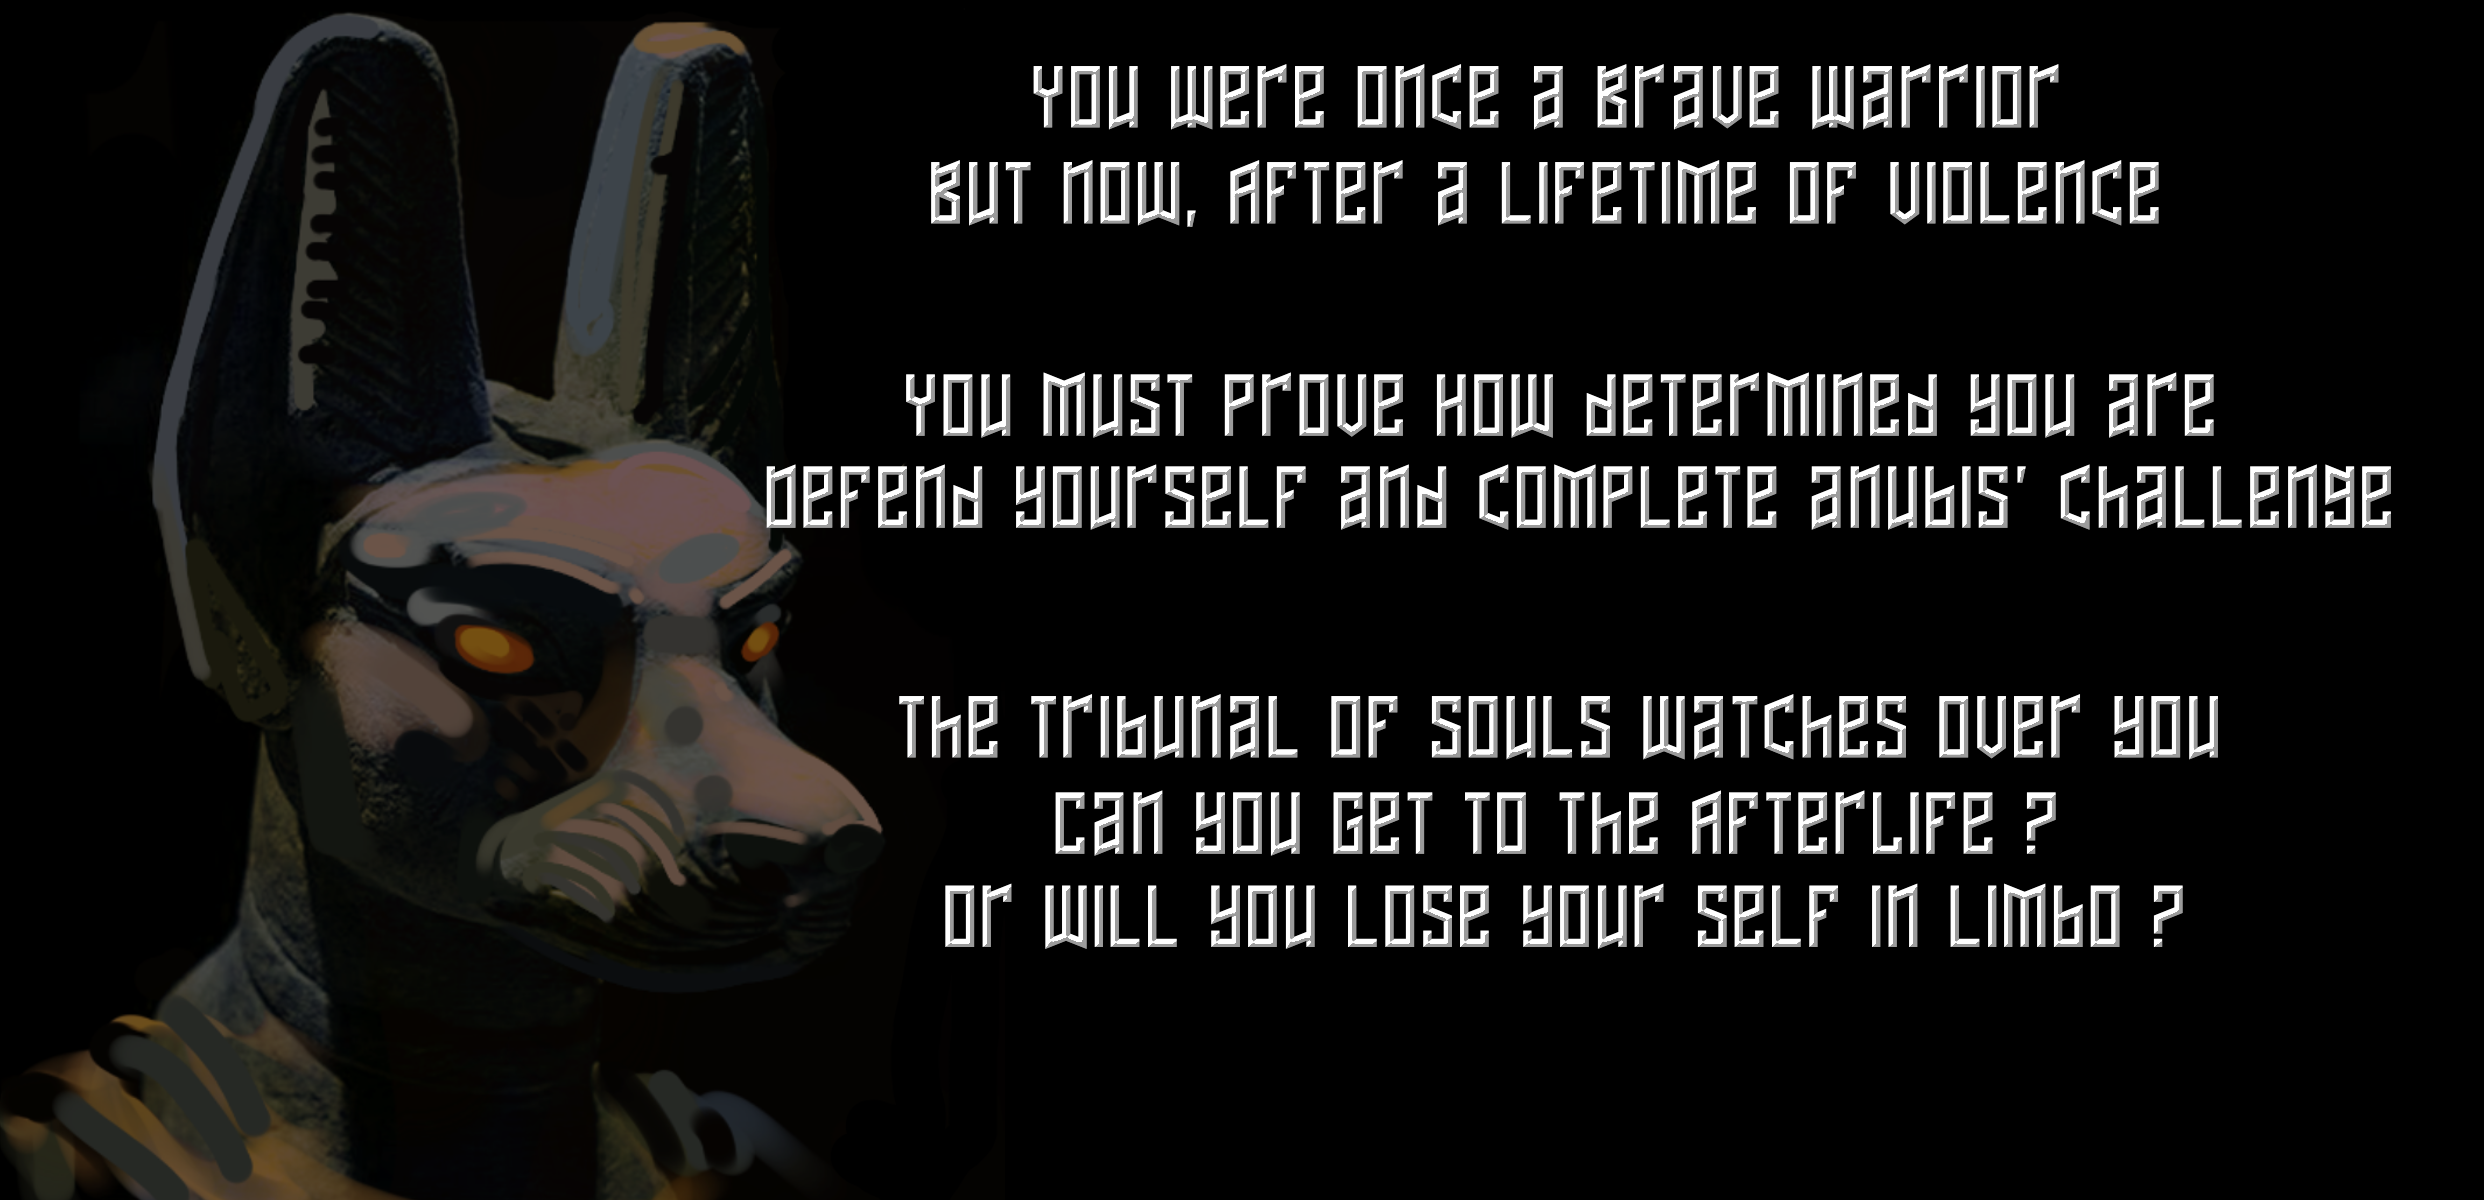 You were once a Brave Warrior
But now, After a Lifetime of Violence
You must Prove How determined you are
Defend yourself and Complete anubis' Challenge
The Tribunal of Souls Watches over you
Can you Get to the Afterlife ?
Or Will you Lose your self in Limbo ?